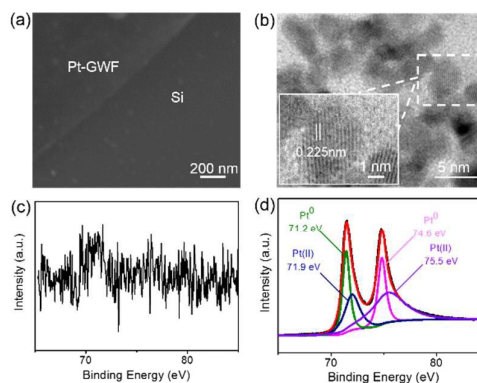 (a)
Pt-GWF
Si
200 nm
(b)
0.225nm
1 nm
5 nm
(c)
Intensity (a.u.)
70
80
Binding Energy (eV)
(d)
Intensity (a.u.)
Pt⁰
71.2 eV
Pt(II)
71.9 eV
Pt⁰
74.6 eV
Pt(II)
75.5 eV
70
80
Binding Energy (eV)